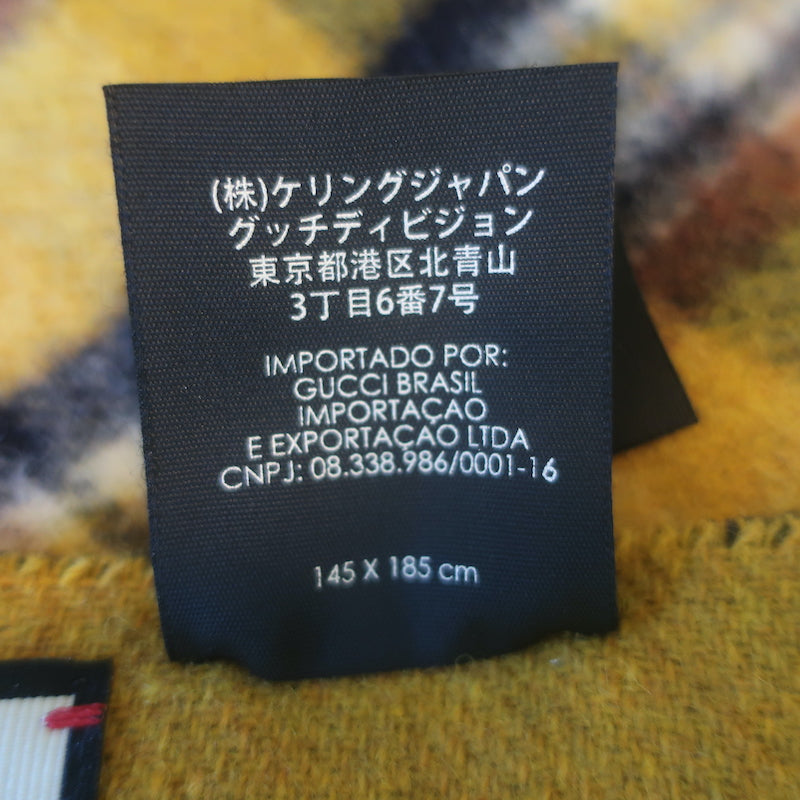 (株)ケリングジャパン
グッチディビジョン
東京都港区北青山
3丁目6番7号
IMPORTADO POR:
GUCCI BRASIL
IMPORTAÇAO
E EXPORTAÇAO LTDA
CNPJ: 08.338.986/0001-16
145 X 185 cm